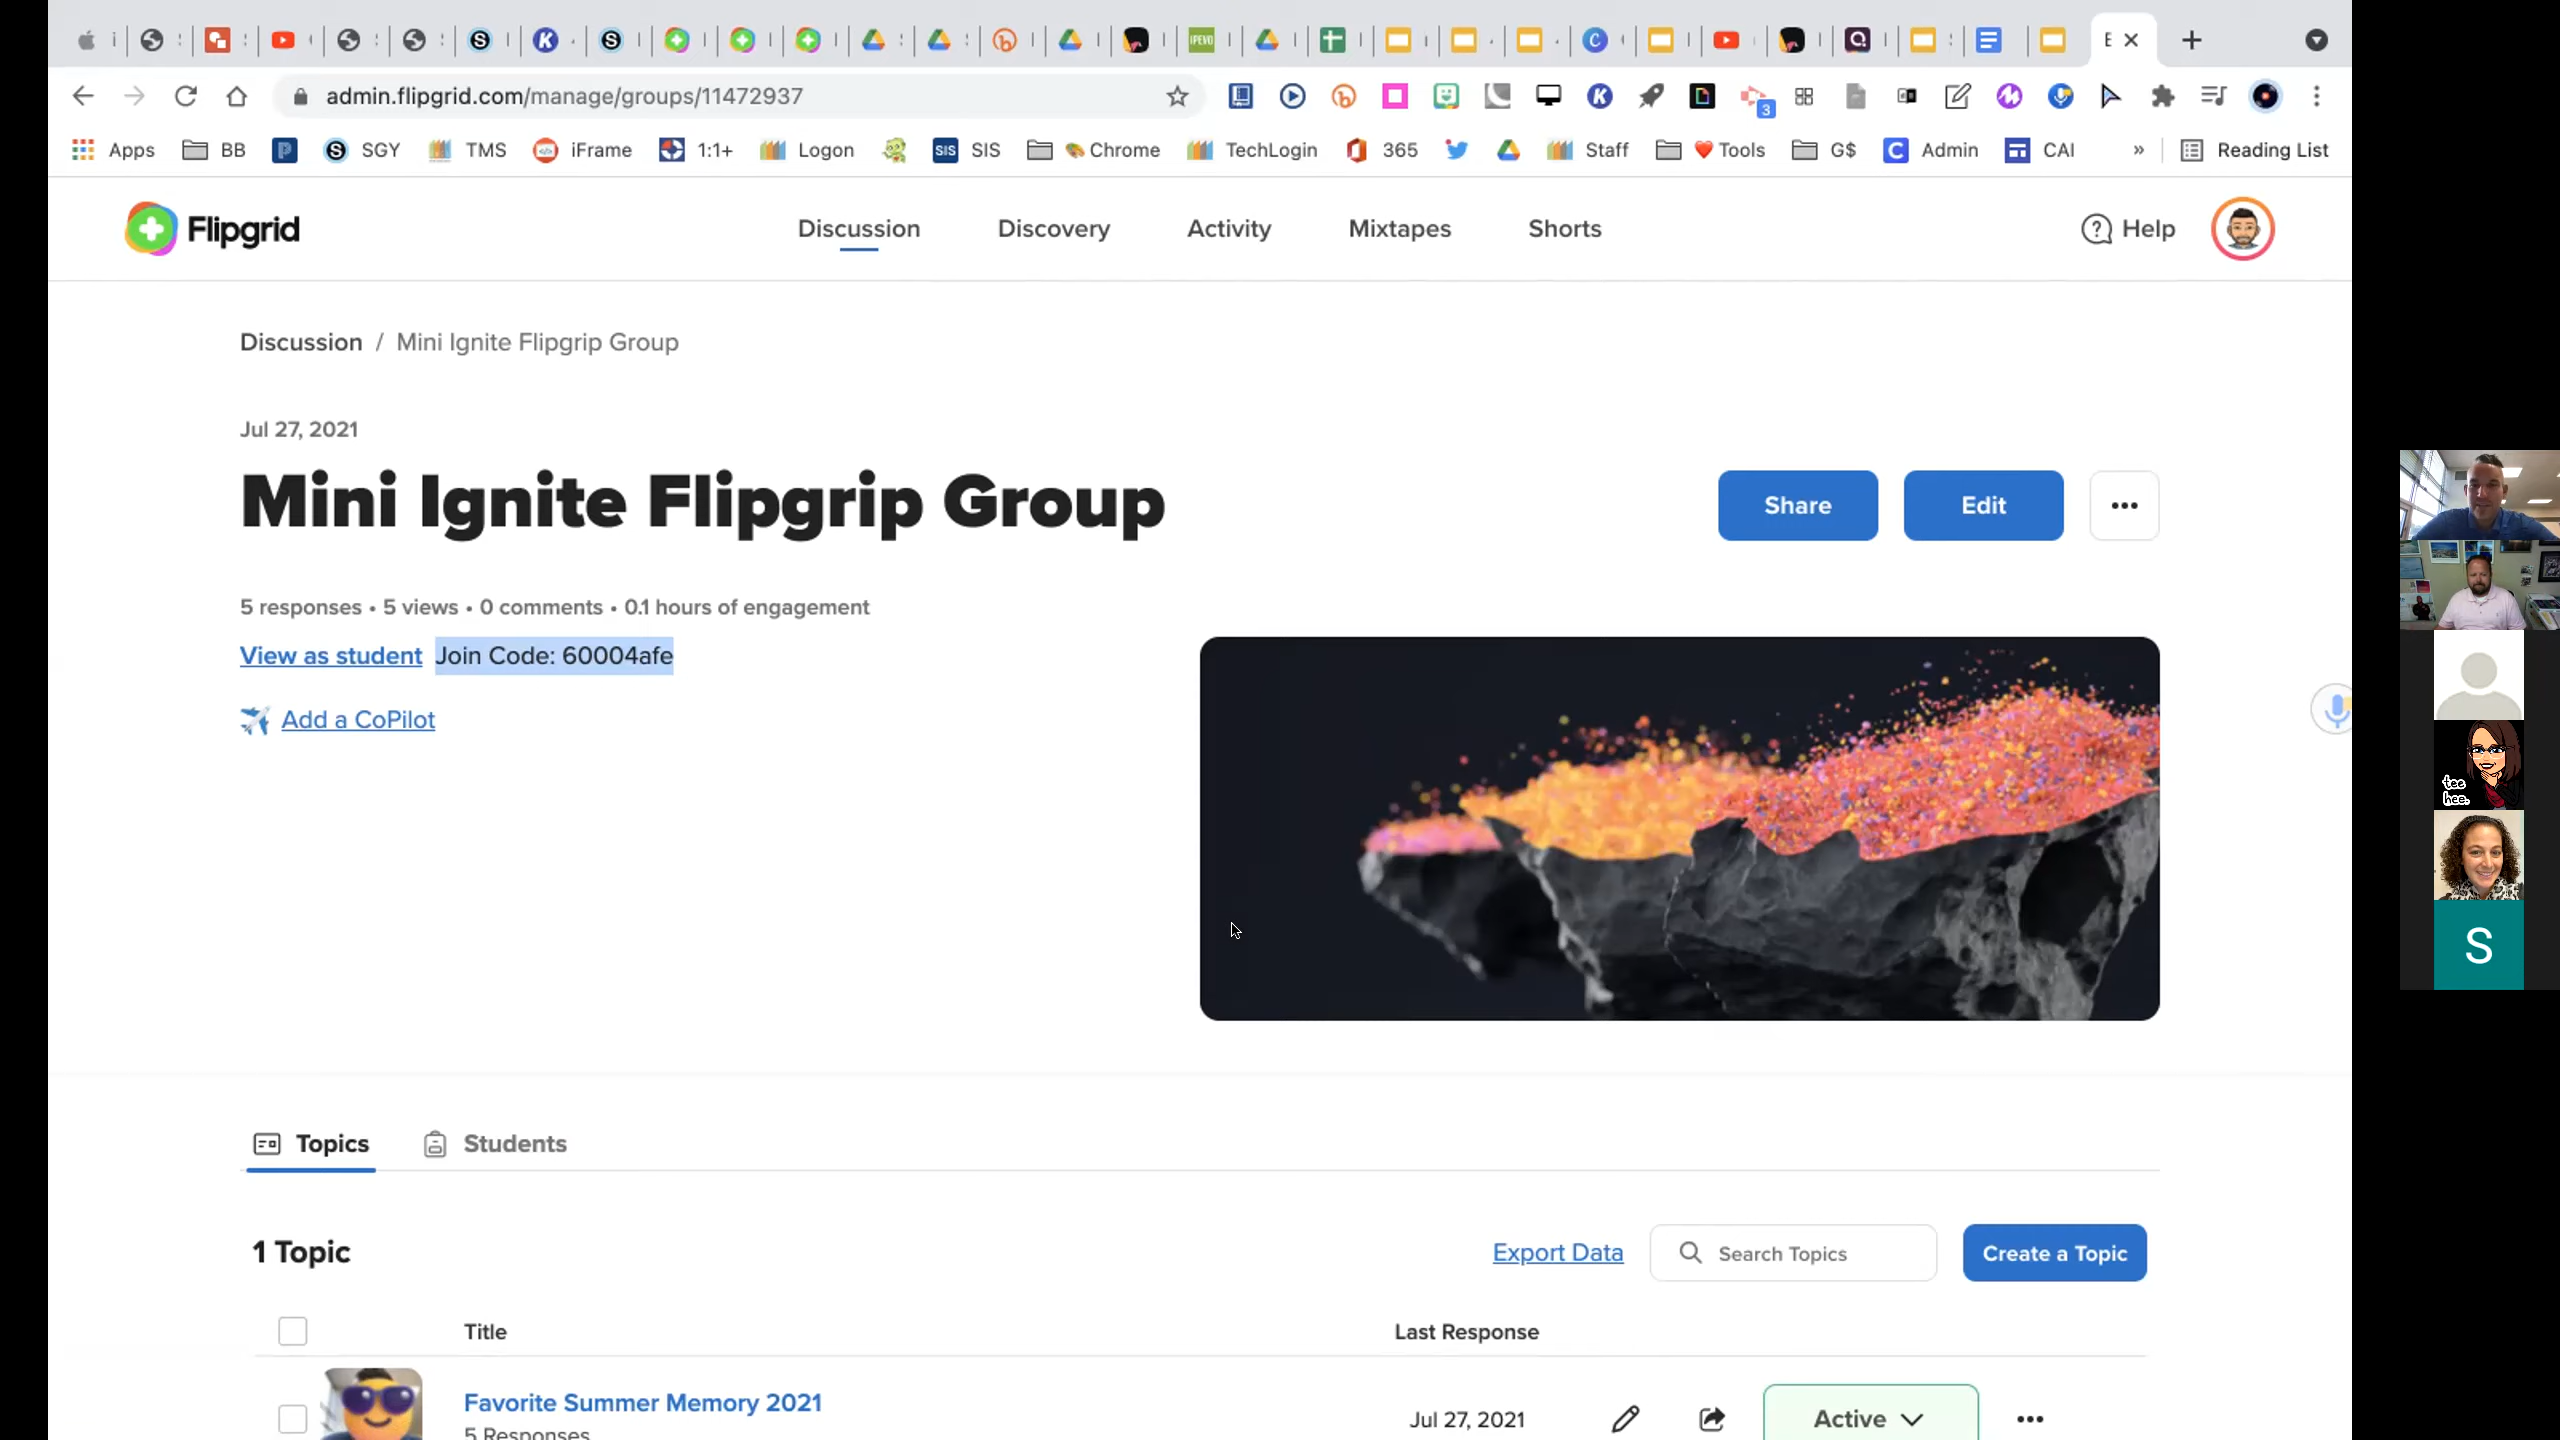 admin.flipgrid.com/manage/groups/11472937
3
Apps BB SGY TMS iFrame 1:1+ Logon SIS SIS Chrome TechLogin 365 Staff Tools G$ Admin CAI » Reading List
Flipgrid Discussion Discovery Activity Mixtapes Shorts Help
Discussion / Mini Ignite Flipgrip Group
Jul 27, 2021
Mini Ignite Flipgrip Group
Share Edit
5 responses • 5 views • 0 comments • 0.1 hours of engagement
View as student Join Code: 60004afe
Add a CoPilot
tee
hee.
S
Topics Students
1 Topic Export Data Search Topics Create a Topic
Title Last Response
Favorite Summer Memory 2021 Jul 27, 2021 Active
5 Responses